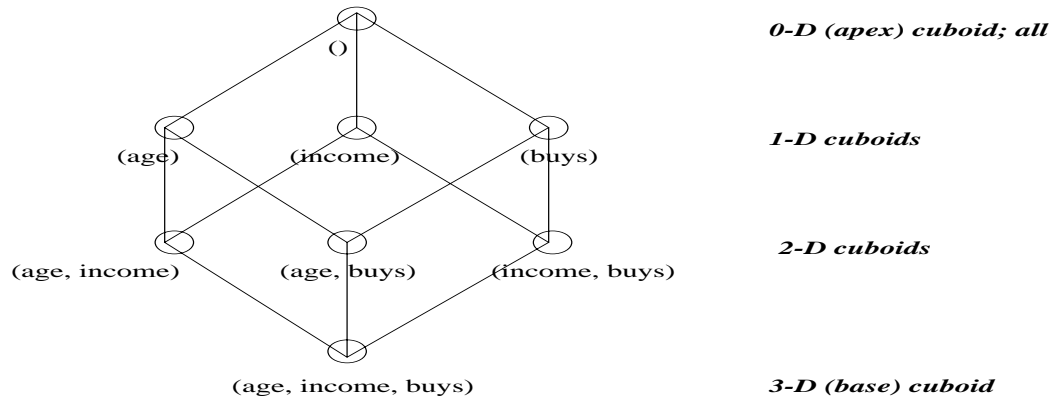 0-D (apex) cuboid; all
()
(age) (income) (buys) 1-D cuboids
(age, income) (age, buys) (income, buys) 2-D cuboids
(age, income, buys) 3-D (base) cuboid